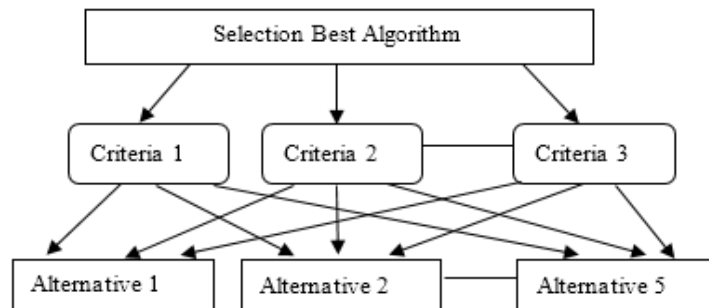 Selection Best Algorithm
Criteria 1
Criteria 2
Criteria 3
Alternative 1
Alternative 2
Alternative 5